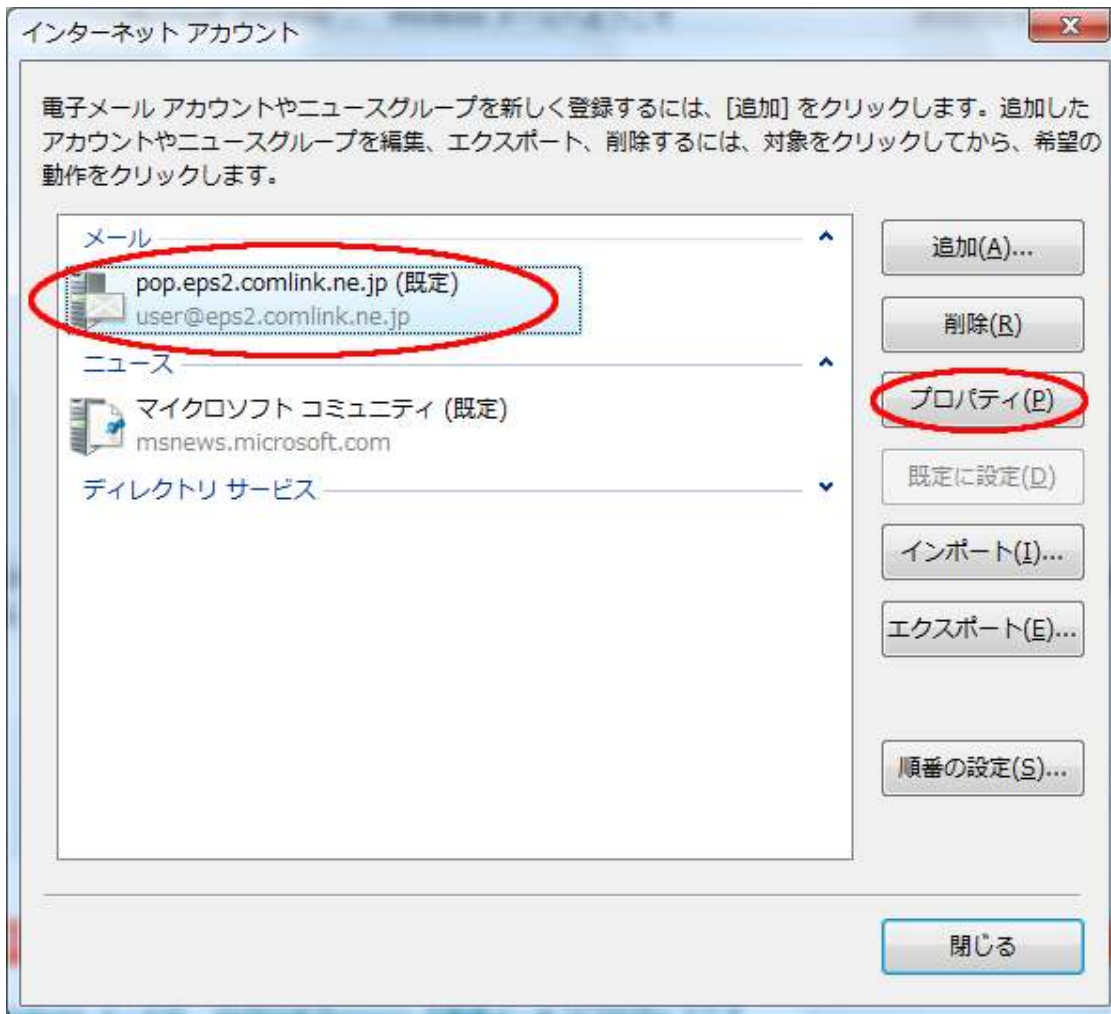 インターネット アカウント
電子メール アカウントやニュースグループを新しく登録するには、[追加] をクリックします。追加した
アカウントやニュースグループを編集、エクスポート、削除するには、対象をクリックしてから、希望の
動作をクリックします。
メール
pop.eps2.comlink.ne.jp (既定)
user@eps2.comlink.ne.jp
ニュース
マイクロソフト コミュニティ (既定)
msnews.microsoft.com
ディレクトリ サービス
追加(A)...
削除(R)
プロパティ(P)
既定に設定(D)
インポート(I)...
エクスポート(E)...
順番の設定(S)...
閉じる